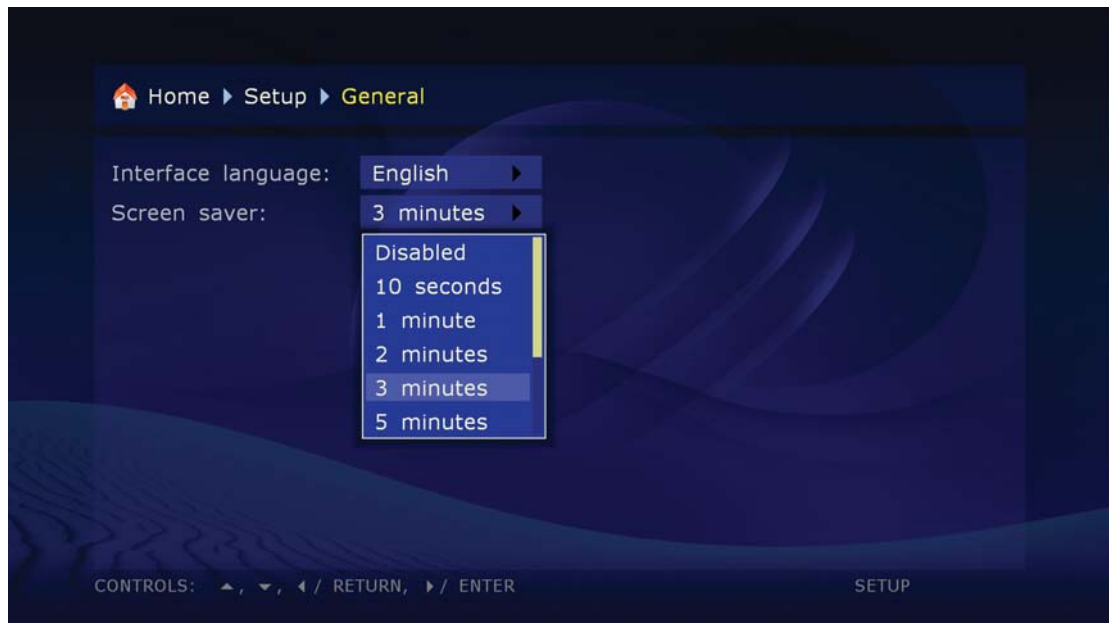 Home ▶ Setup ▶ General
Interface language: English ▶
Screen saver: 3 minutes ▶
Disabled
10 seconds
1 minute
2 minutes
3 minutes
5 minutes
CONTROLS: ▲, ▼, ◀ / RETURN, ▶ / ENTER SETUP